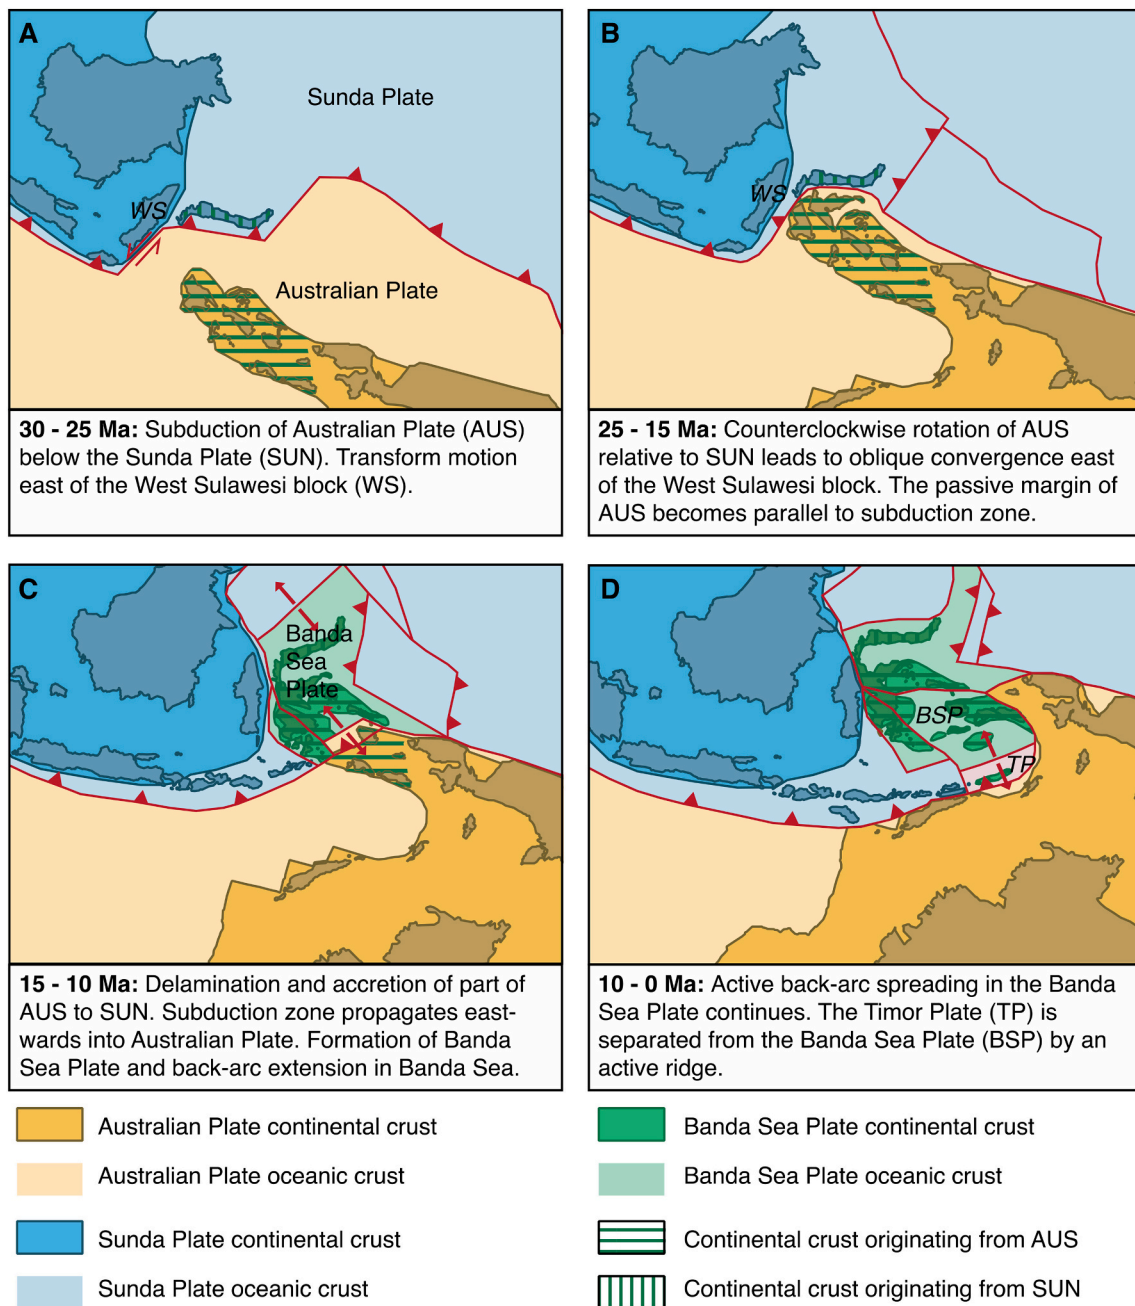 A
Sunda Plate
WS
Australian Plate
30 - 25 Ma: Subduction of Australian Plate (AUS)
below the Sunda Plate (SUN). Transform motion
east of the West Sulawesi block (WS).
B
WS
25 - 15 Ma: Counterclockwise rotation of AUS
relative to SUN leads to oblique convergence east
of the West Sulawesi block. The passive margin of
AUS becomes parallel to subduction zone.
C
Banda
Sea
Plate
15 - 10 Ma: Delamination and accretion of part of
AUS to SUN. Subduction zone propagates east-
wards into Australian Plate. Formation of Banda
Sea Plate and back-arc extension in Banda Sea.
D
BSP
TP
10 - 0 Ma: Active back-arc spreading in the Banda
Sea Plate continues. The Timor Plate (TP) is
separated from the Banda Sea Plate (BSP) by an
active ridge.
Australian Plate continental crust
Australian Plate oceanic crust
Sunda Plate continental crust
Sunda Plate oceanic crust
Banda Sea Plate continental crust
Banda Sea Plate oceanic crust
Continental crust originating from AUS
Continental crust originating from SUN